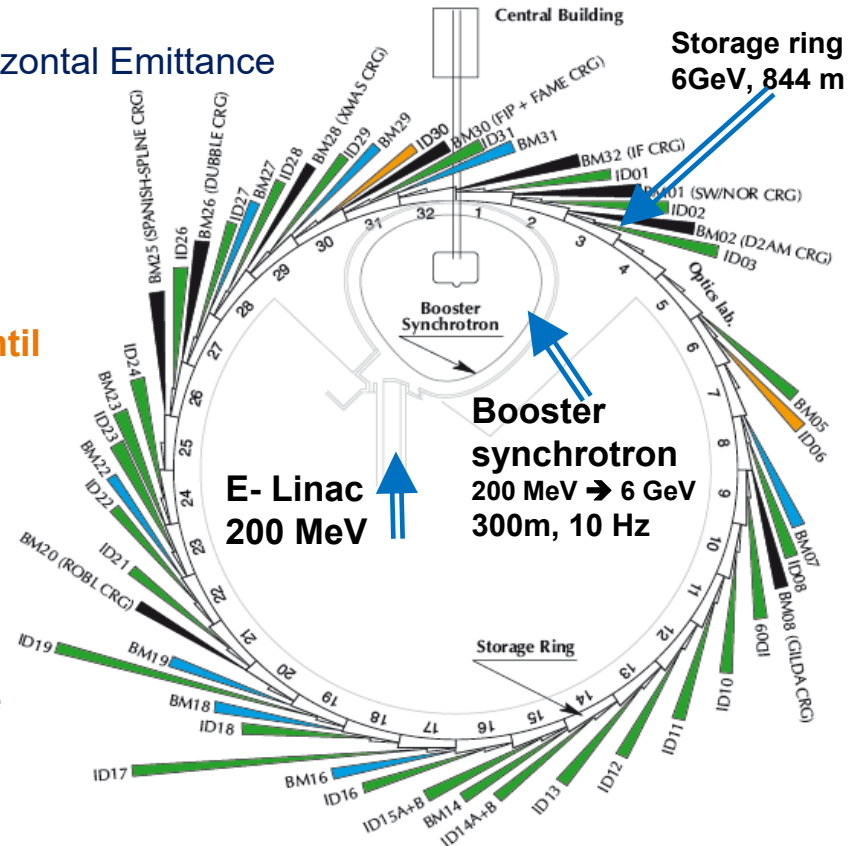 Central Building
izontal Emittance
Storage ring
6GeV, 844 m
ntil
BM25 (SPANISH-SPLINE CRG)
ID26
BM26 (DUBBLE CRG)
ID27
BM27
ID28
BM28 (XMAS CRG)
ID29
BM29
ID30
BM30 (FIP + FAME CRG)
ID31
BM31
BM32 (IF CRG)
ID01
BM01 (SW/NOR CRG)
ID02
BM02 (D2AM CRG)
ID03
Optics lab.
BM05
ID06
BM07
ID08
BM08 (GILDA CRG)
ID09
ID10
ID11
ID12
ID13
ID14A+B
BM14
ID15A+B
ID16
BM16
ID17
ID18
BM18
BM19
ID19
BM20 (ROBL CRG)
ID21
ID22
BM22
ID23
BM23
ID24
1
2
3
4
5
6
7
8
9
10
11
12
13
14
15
16
17
18
19
20
21
22
23
24
25
26
27
28
29
30
31
32
Booster
Synchrotron
Booster
synchrotron
200 MeV ➔ 6 GeV
300m, 10 Hz
E- Linac
200 MeV
Storage Ring